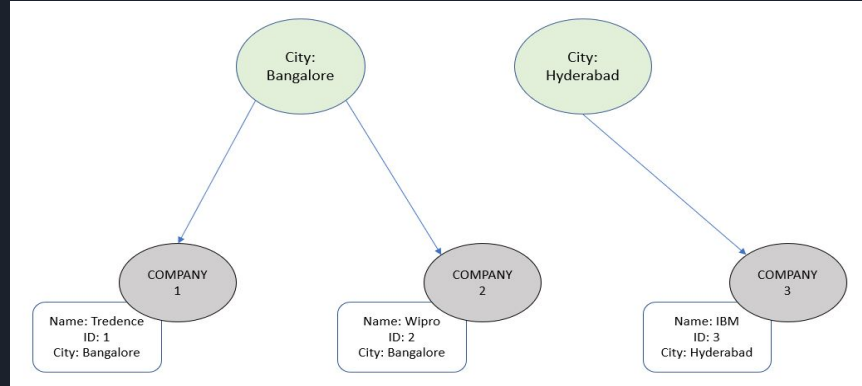 City:
Bangalore
City:
Hyderabad
COMPANY
1
COMPANY
2
COMPANY
3
Name: Tredence
ID: 1
City: Bangalore
Name: Wipro
ID: 2
City: Bangalore
Name: IBM
ID: 3
City: Hyderabad